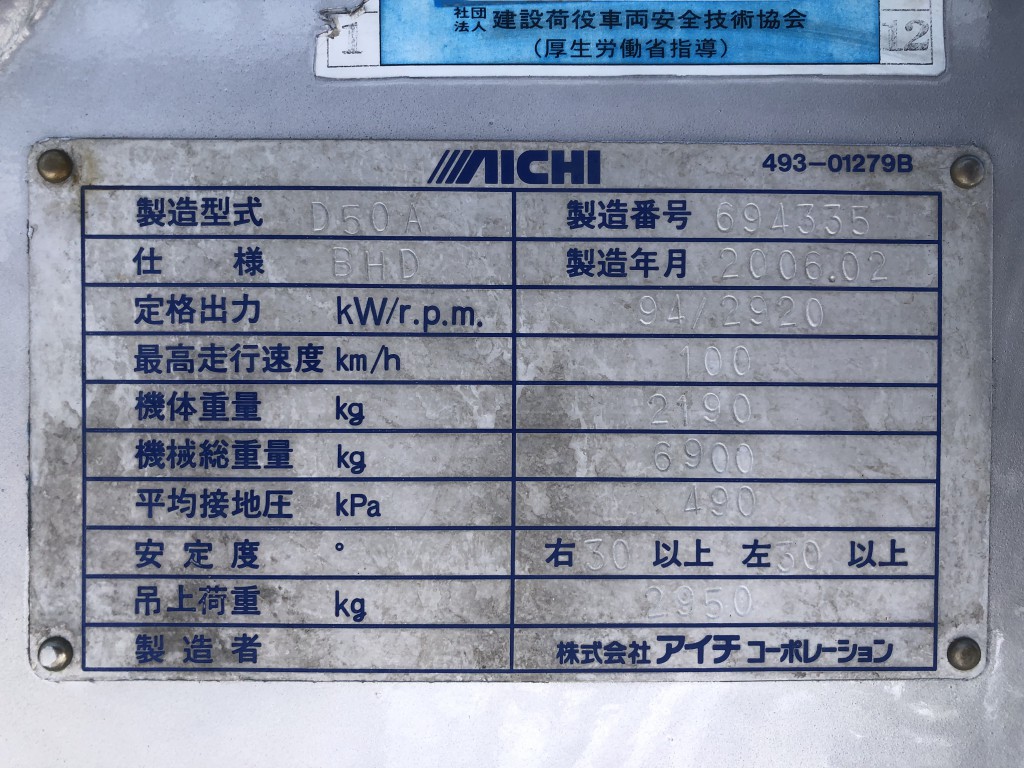 社団法人 建設荷役車両安全技術協会
1 (厚生労働省指導) 12
AICHI 493-01279B
製造型式 D50A 製造番号 694335
仕様 BHD 製造年月 2006.02
定格出力 kW/r.p.m. 94/2920
最高走行速度 km/h 100
機体重量 kg 2190
機械総重量 kg 6900
平均接地圧 kPa 490
安定度 ° 右30 以上 左30 以上
吊上荷重 kg 2950
製造者 株式会社アイチコーポレーション